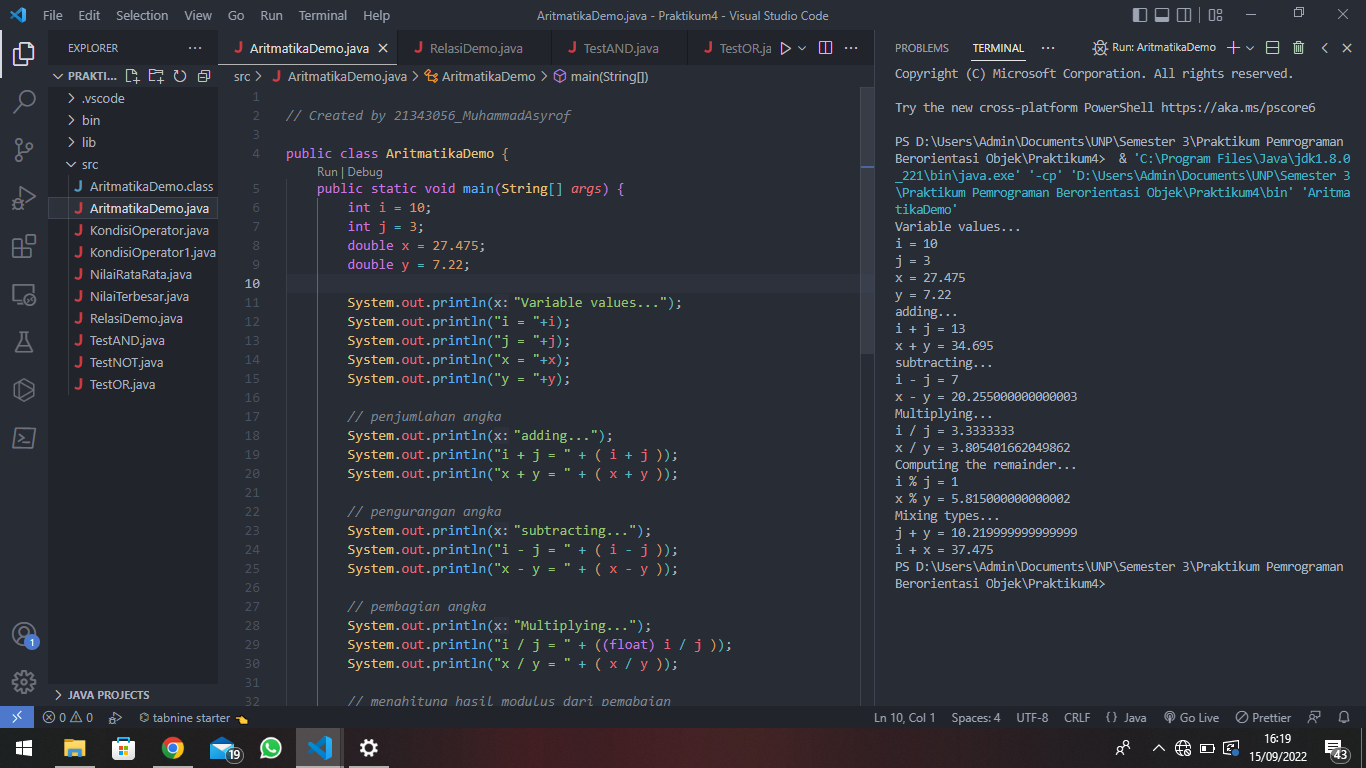 File Edit Selection View Go Run Terminal Help AritmatikaDemo.java - Praktikum4 - Visual Studio Code
EXPLORER
PRAKTI...
.vscode
bin
lib
src
AritmatikaDemo.class
AritmatikaDemo.java
KondisiOperator.java
KondisiOperator1.java
NilaiRataRata.java
NilaiTerbesar.java
RelasiDemo.java
TestAND.java
TestNOT.java
TestOR.java
JAVA PROJECTS
AritmatikaDemo.java RelasiDemo.java TestAND.java TestOR.ja
src > AritmatikaDemo.java > AritmatikaDemo > main(String[])
1
2 // Created by 21343056_MuhammadAsyrof
3
4 public class AritmatikaDemo {
Run | Debug
5 public static void main(String[] args) {
6 int i = 10;
7 int j = 3;
8 double x = 27.475;
9 double y = 7.22;
10
11 System.out.println(x: "Variable values...");
12 System.out.println("i = "+i);
13 System.out.println("j = "+j);
14 System.out.println("x = "+x);
15 System.out.println("y = "+y);
16
17 // penjumlahan angka
18 System.out.println(x: "adding...");
19 System.out.println("i + j = " + ( i + j ));
20 System.out.println("x + y = " + ( x + y ));
21
22 // pengurangan angka
23 System.out.println(x: "subtracting...");
24 System.out.println("i - j = " + ( i - j ));
25 System.out.println("x - y = " + ( x - y ));
26
27 // pembagian angka
28 System.out.println(x: "Multiplying...");
29 System.out.println("i / j = " + ((float) i / j ));
30 System.out.println("x / y = " + ( x / y ));
31
32 // menghitung hasil modulus dari pemabgian
PROBLEMS TERMINAL Run: AritmatikaDemo
Copyright (C) Microsoft Corporation. All rights reserved.
Try the new cross-platform PowerShell https://aka.ms/pscore6
PS D:\Users\Admin\Documents\UNP\Semester 3\Praktikum Pemrograman
Berorientasi Objek\Praktikum4> & 'C:\Program Files\Java\jdk1.8.0
_221\bin\java.exe' '-cp' 'D:\Users\Admin\Documents\UNP\Semester 3
\Praktikum Pemrograman Berorientasi Objek\Praktikum4\bin' 'Aritma
tikaDemo'
Variable values...
i = 10
j = 3
x = 27.475
y = 7.22
adding...
i + j = 13
x + y = 34.695
subtracting...
i - j = 7
x - y = 20.255000000000003
Multiplying...
i / j = 3.3333333
x / y = 3.805401662049862
Computing the remainder...
i % j = 1
x % y = 5.815000000000002
Mixing types...
j + y = 10.219999999999999
i + x = 37.475
PS D:\Users\Admin\Documents\UNP\Semester 3\Praktikum Pemrograman
Berorientasi Objek\Praktikum4>
1
0 0 tabnine starter Ln 10, Col 1 Spaces: 4 UTF-8 CRLF {} Java Go Live Prettier
19
16:19
15/09/2022
43